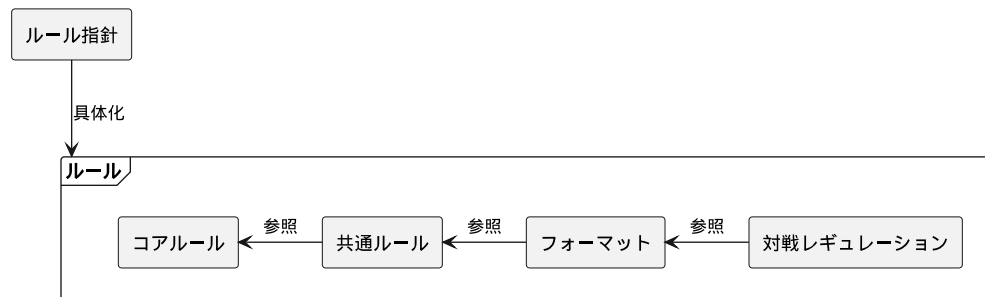 ルール指針
具体化
ルール
参照
参照
参照
コアルール
共通ルール
フォーマット
対戦レギュレーション